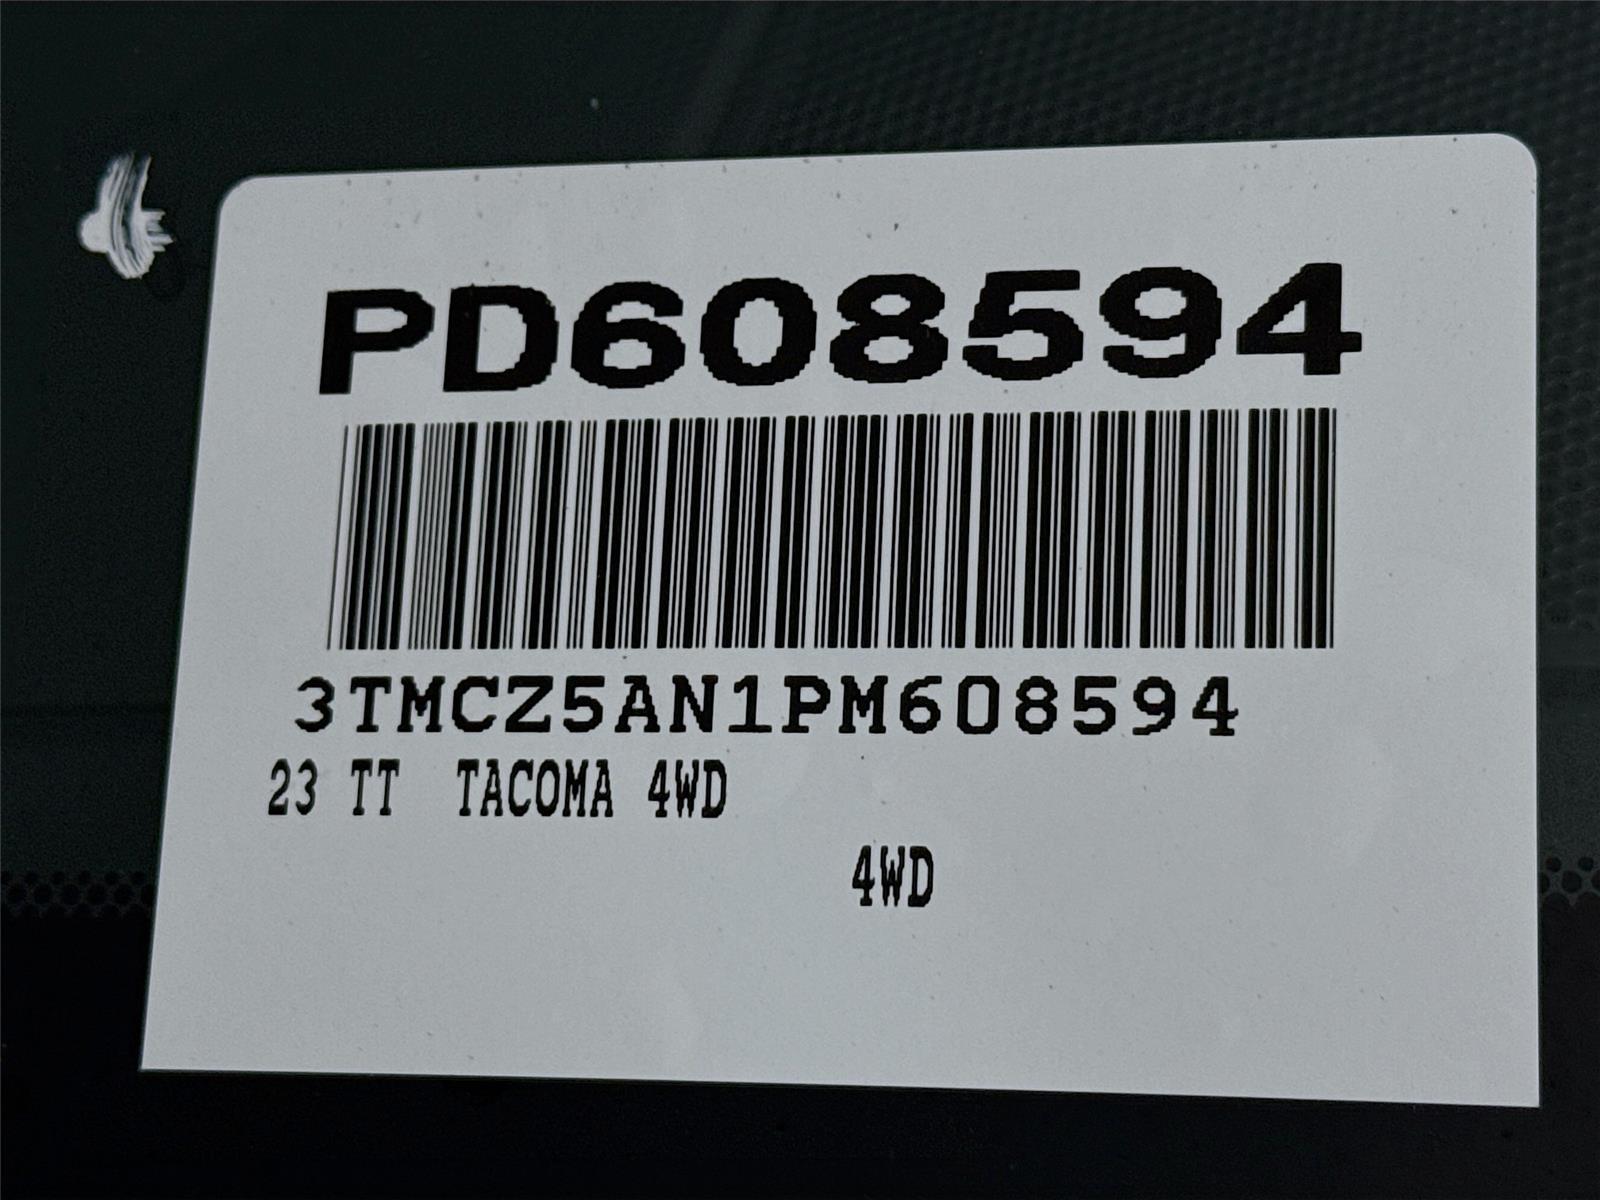 PD608594
3TMCZ5AN1PM608594
23 TT TACOMA 4WD
4WD